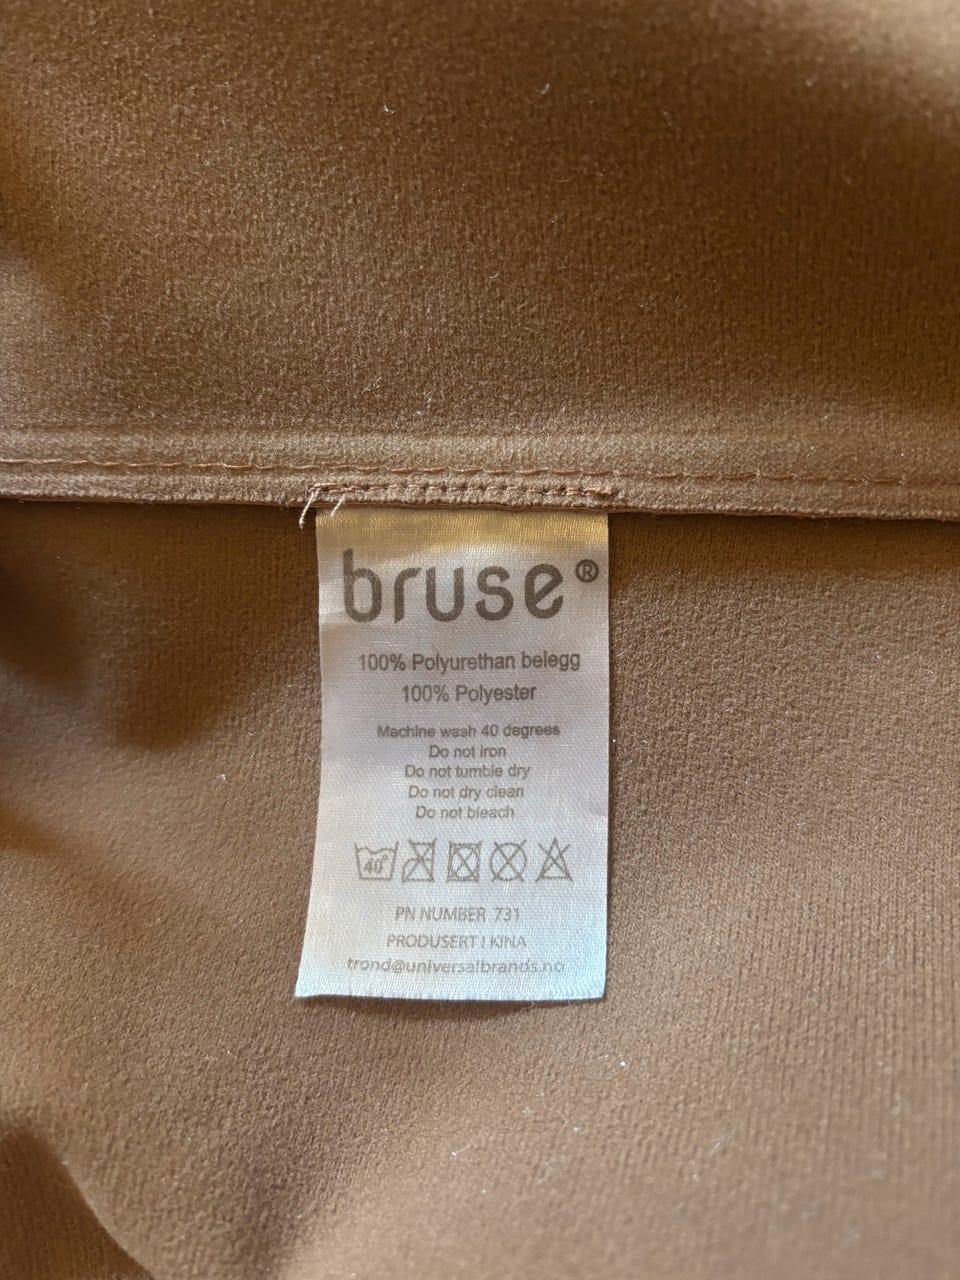 bruse®
100% Polyurethan belegg
100% Polyester
Machine wash 40 degrees
Do not iron
Do not tumble dry
Do not dry clean
Do not bleach
40°
PN NUMBER 731
PRODUSERT I KINA
trond@universalbrands.no